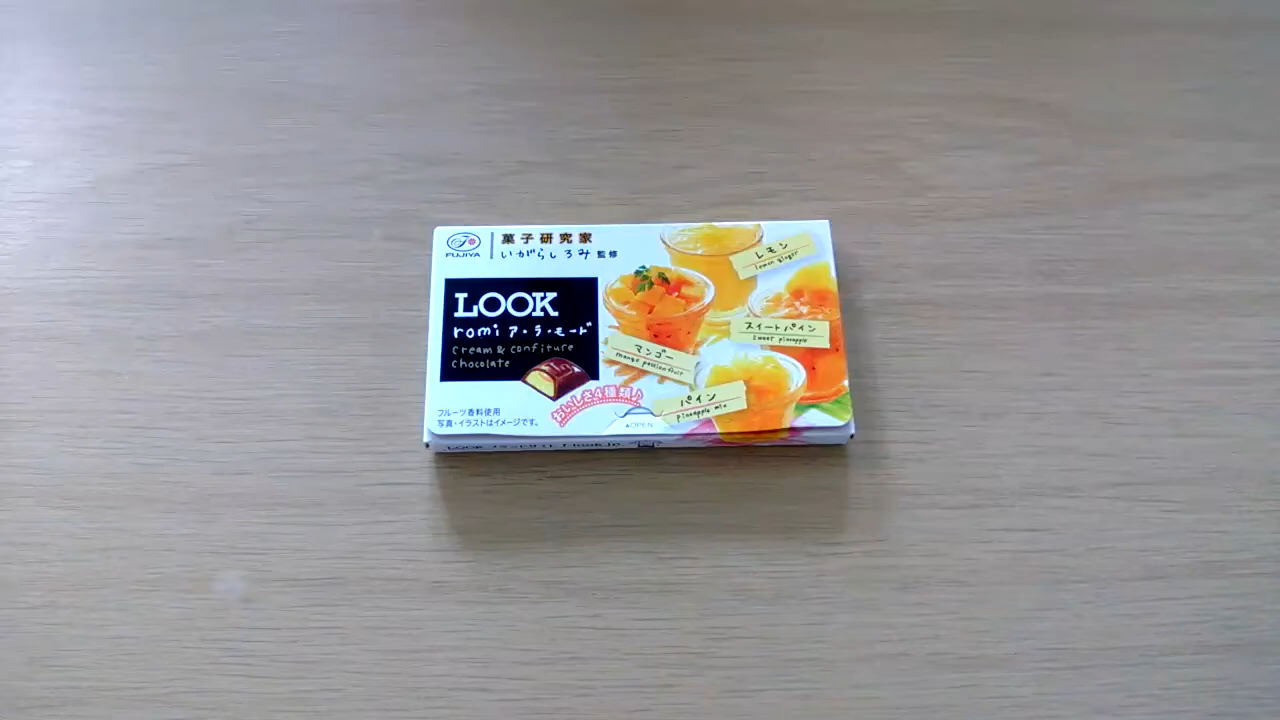 FUJIYA
菓子研究家
いがらしろみ 監修
LOOK
romi ア・ラ・モード
cream & confiture
chocolate
フルーツ香料使用
写真・イラストはイメージです。
おいしさ4種類♪
▲OPEN
レモン
lemon ginger
スイートパイン
sweet pineapple
マンゴー
mango passionfruit
パイン
pineapple mix
LOOK